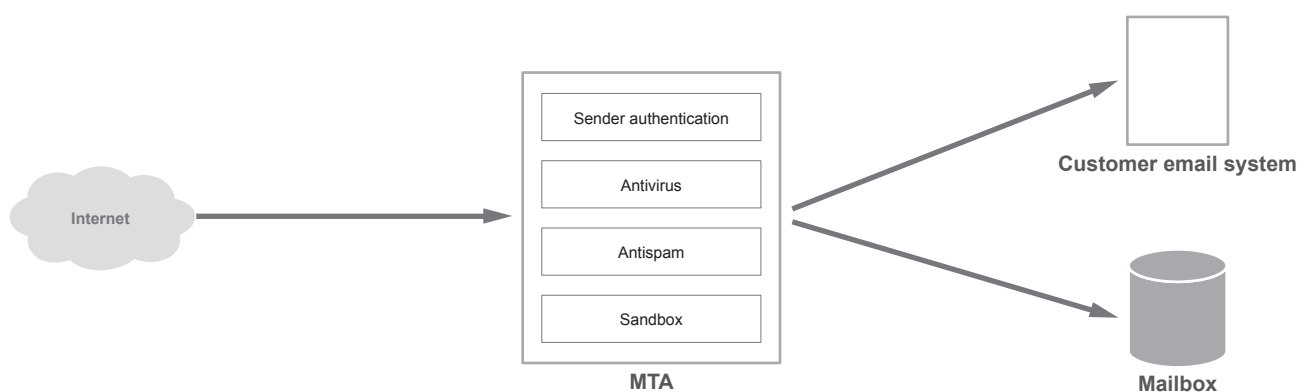 Internet
Sender authentication
Antivirus
Antispam
Sandbox
MTA
Customer email system
Mailbox